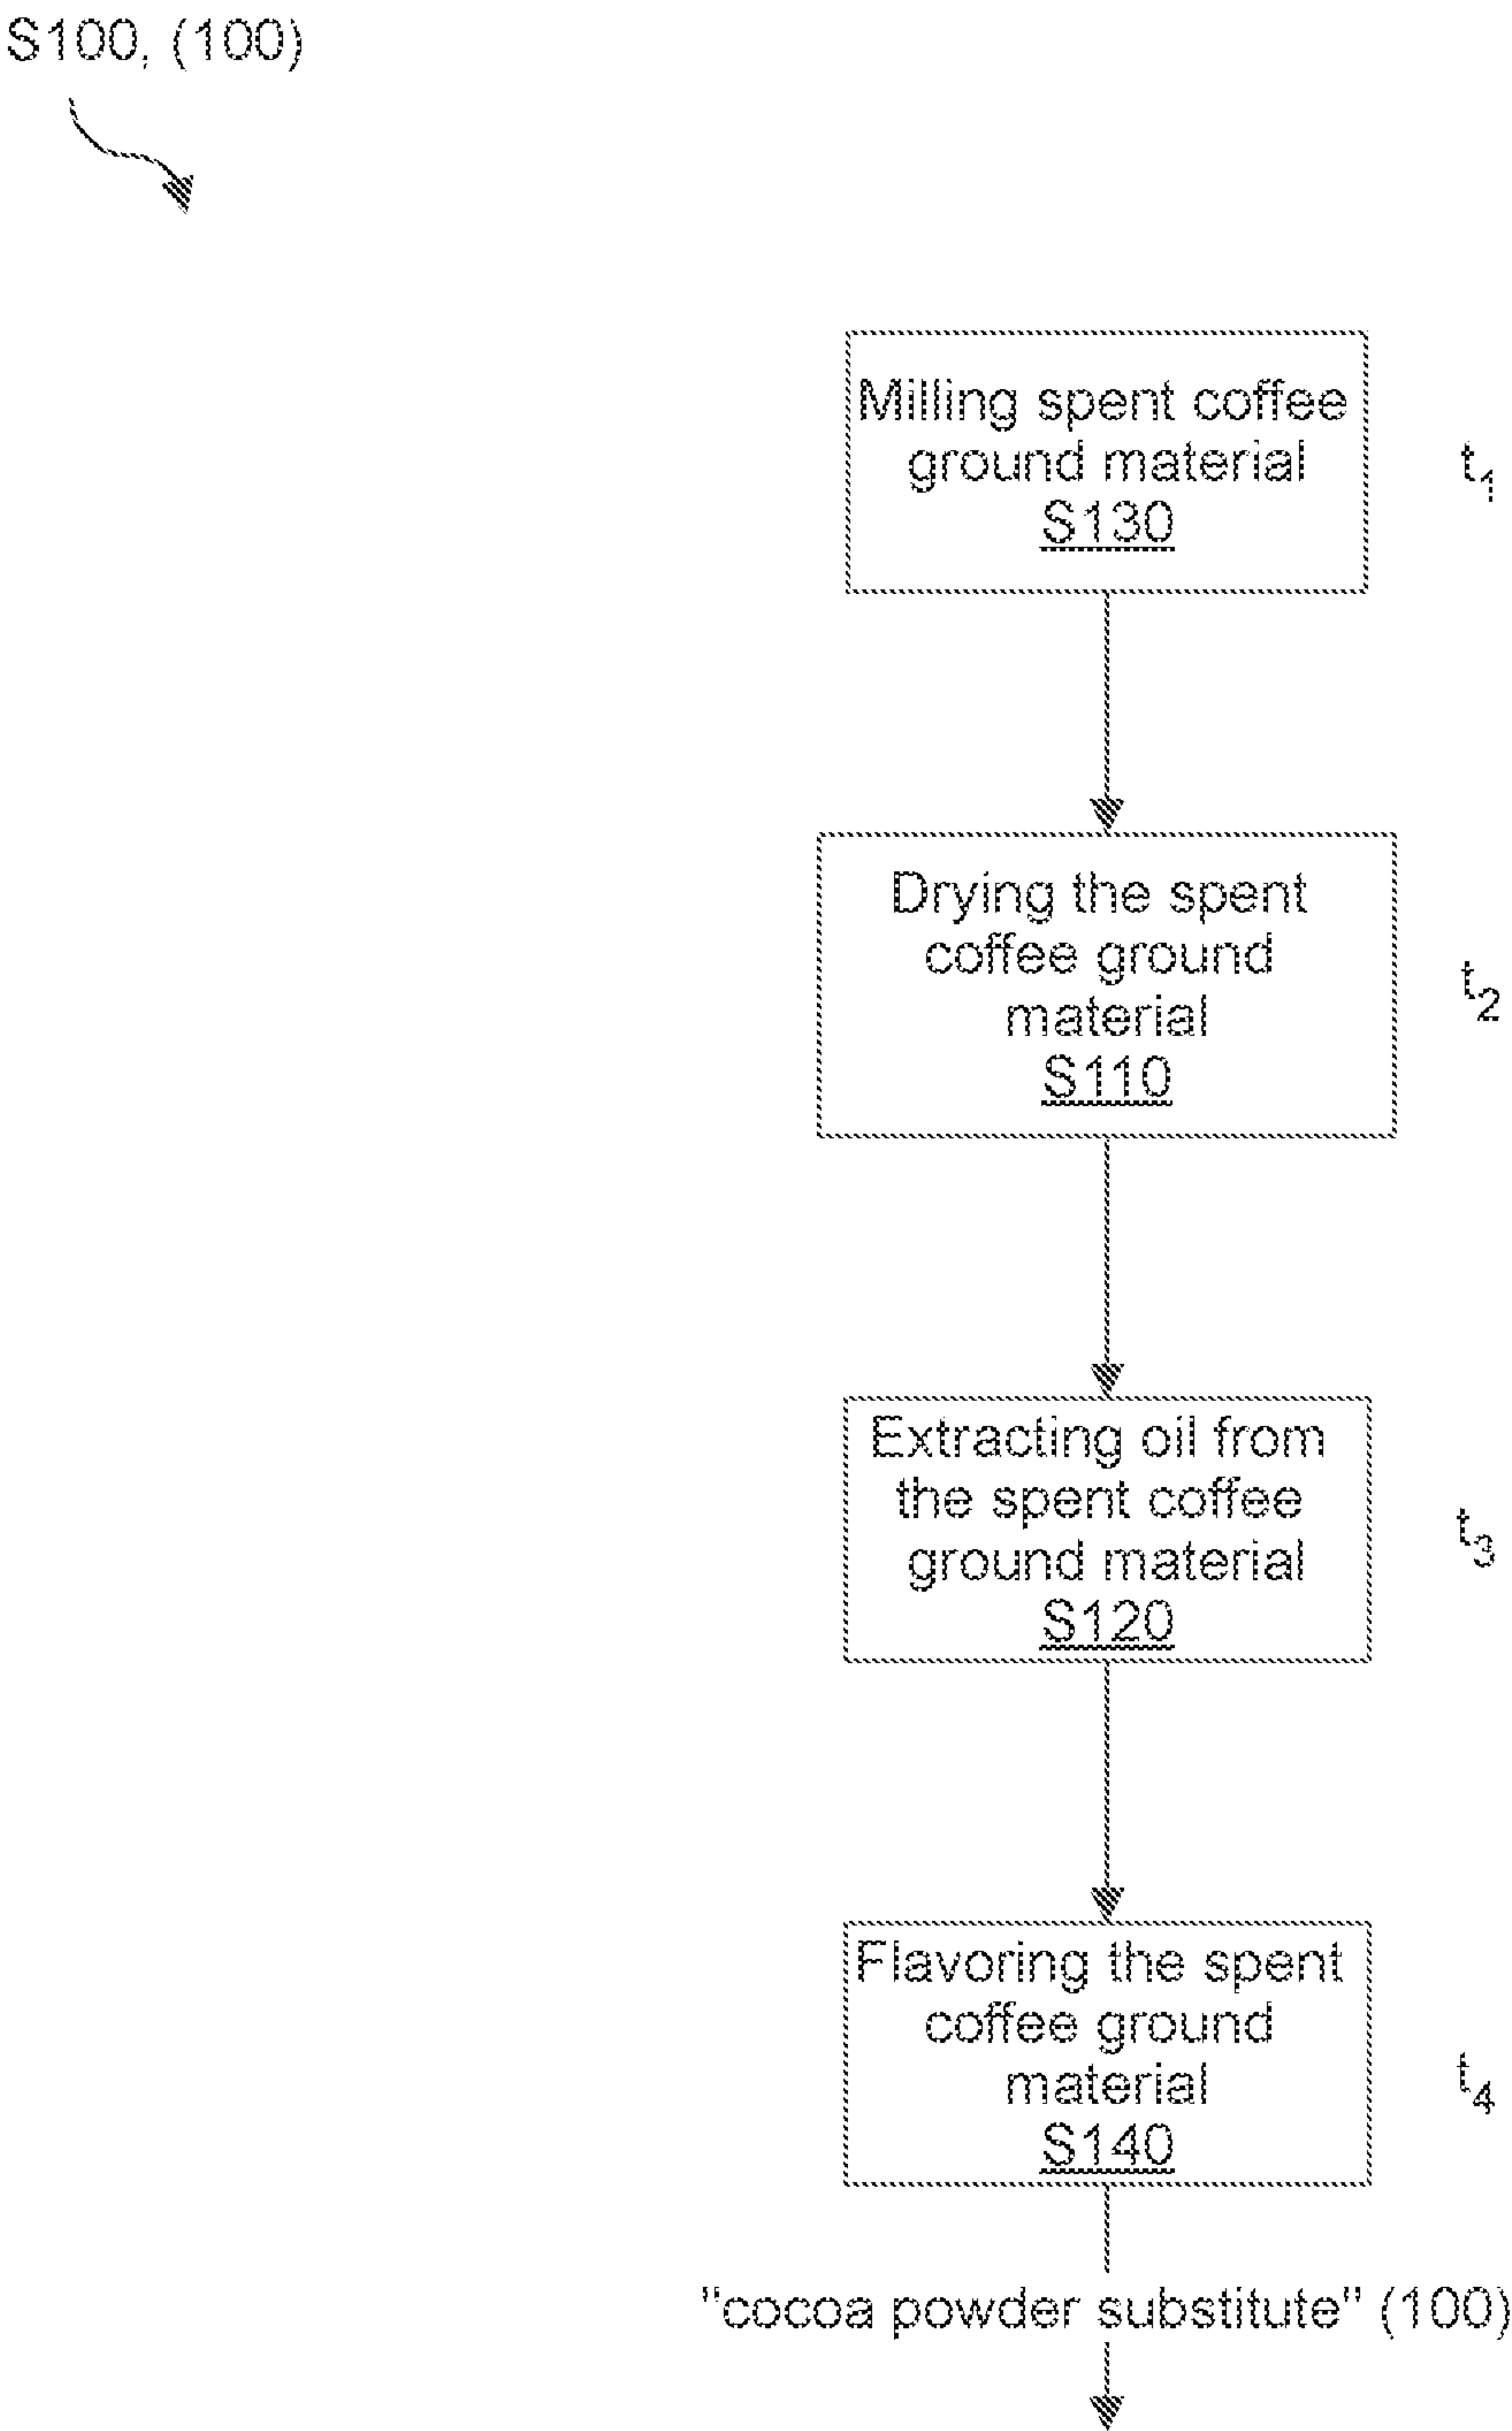 S100, (100)
Milling spent coffee
ground material
S130
t1
Drying the spent
coffee ground
material
S110
t2
Extracting oil from
the spent coffee
ground material
S120
t3
Flavoring the spent
coffee ground
material
S140
t4
"cocoa powder substitute" (100)